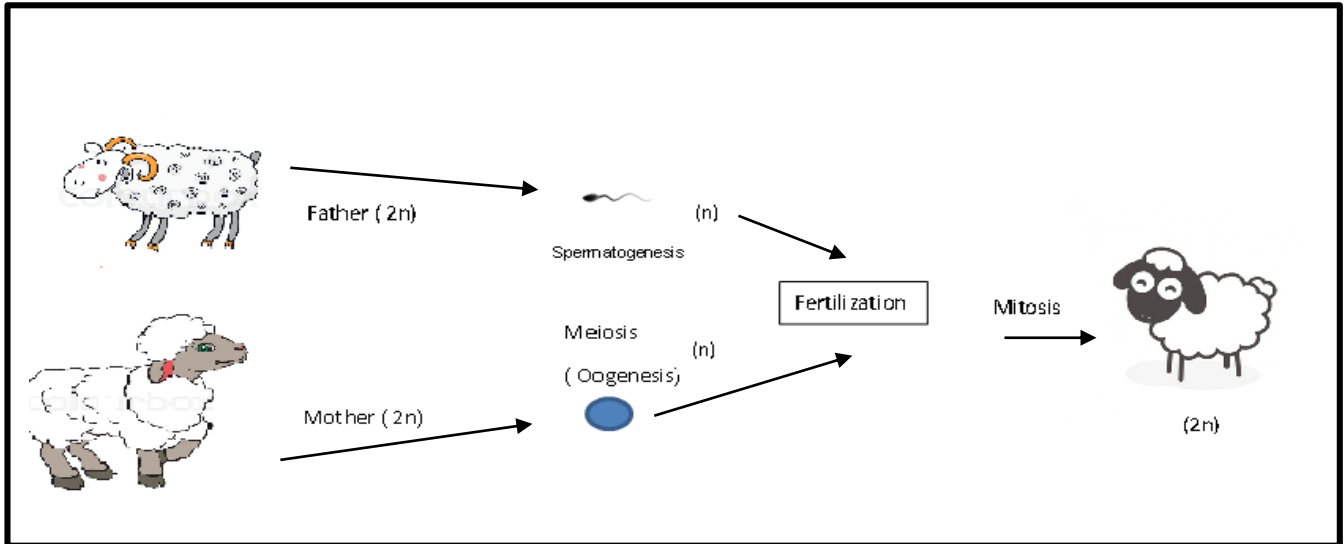 Father ( 2n)
(n)
Spermatogenesis
Fertilization
Mitosis
Meiosis
(n)
( Oogenesis)
Mother ( 2n)
(2n)